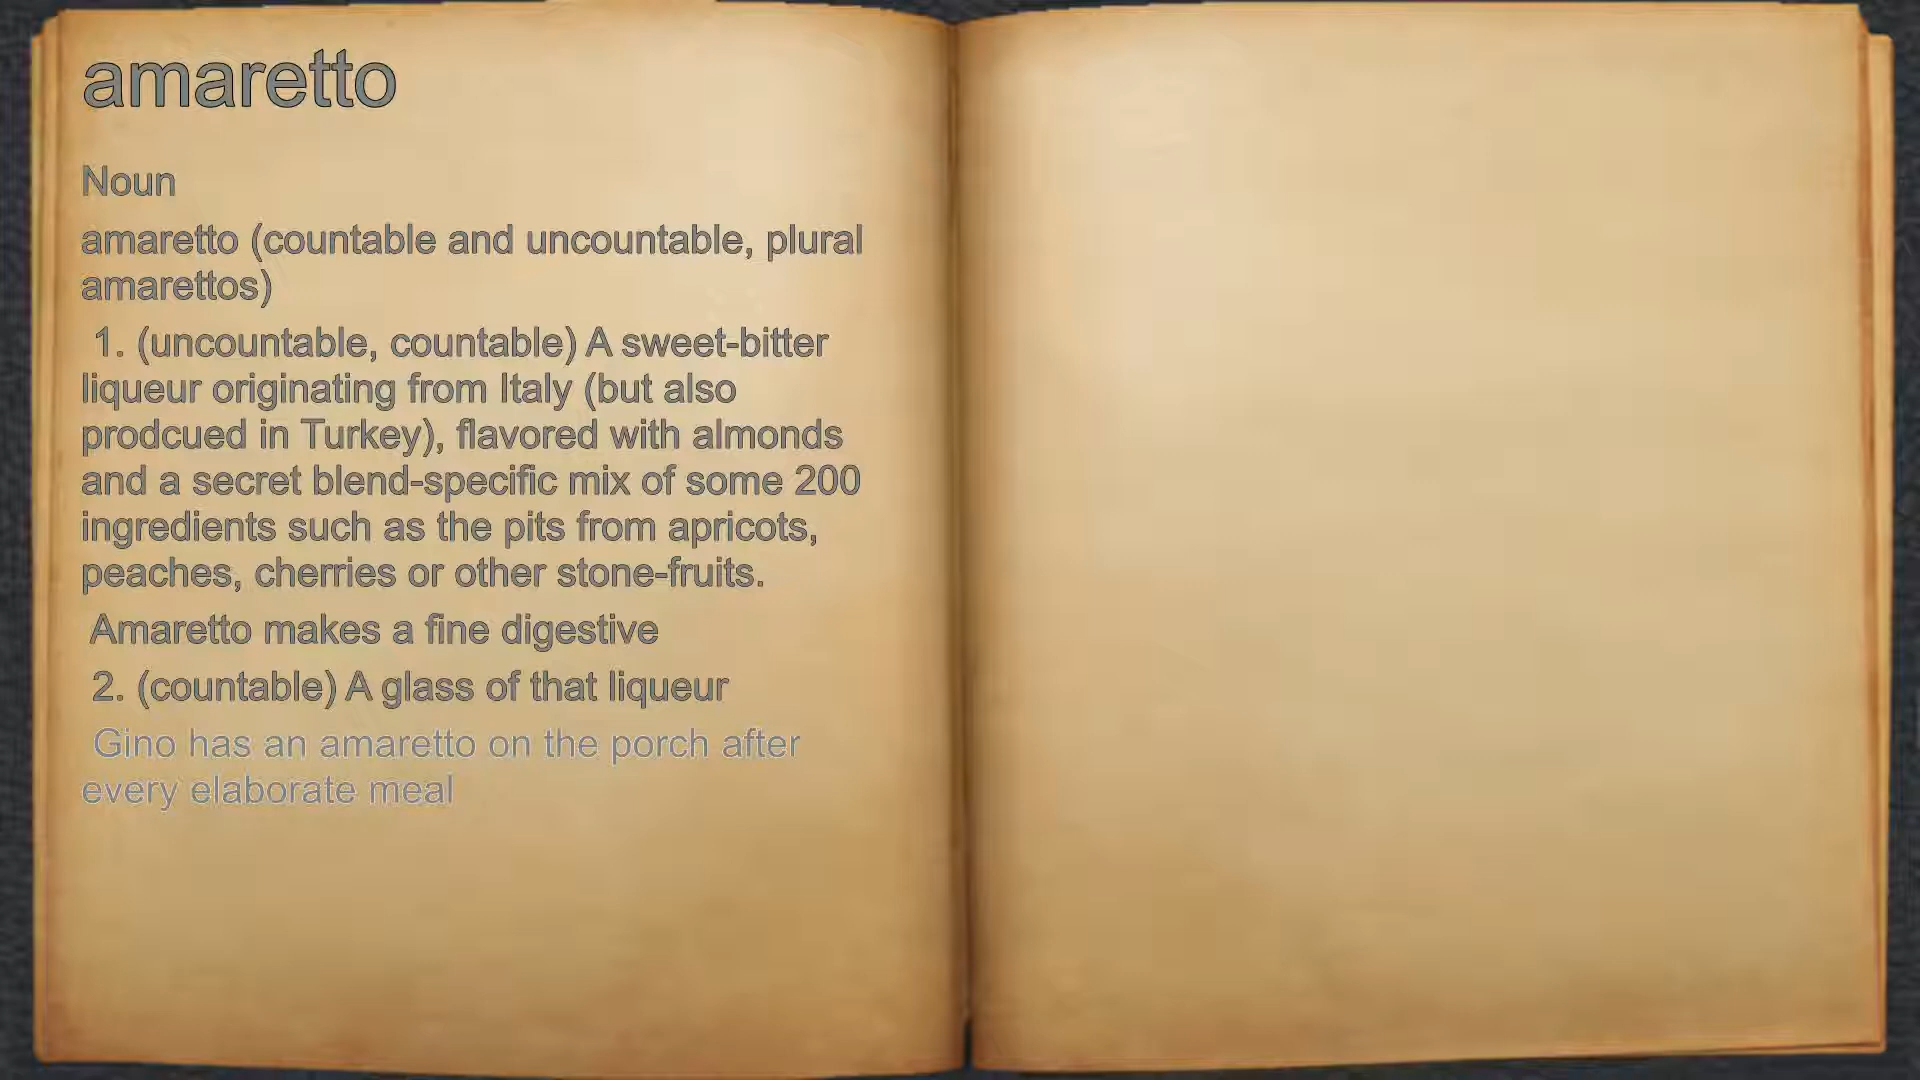 amaretto
Noun
amaretto (countable and uncountable, plural
amarettos)
1. (uncountable, countable) A sweet-bitter
liqueur originating from Italy (but also
prodcued in Turkey), flavored with almonds
and a secret blend-specific mix of some 200
ingredients such as the pits from apricots,
peaches, cherries or other stone-fruits.
Amaretto makes a fine digestive
2. (countable) A glass of that liqueur
Gino has an amaretto on the porch after
every elaborate meal